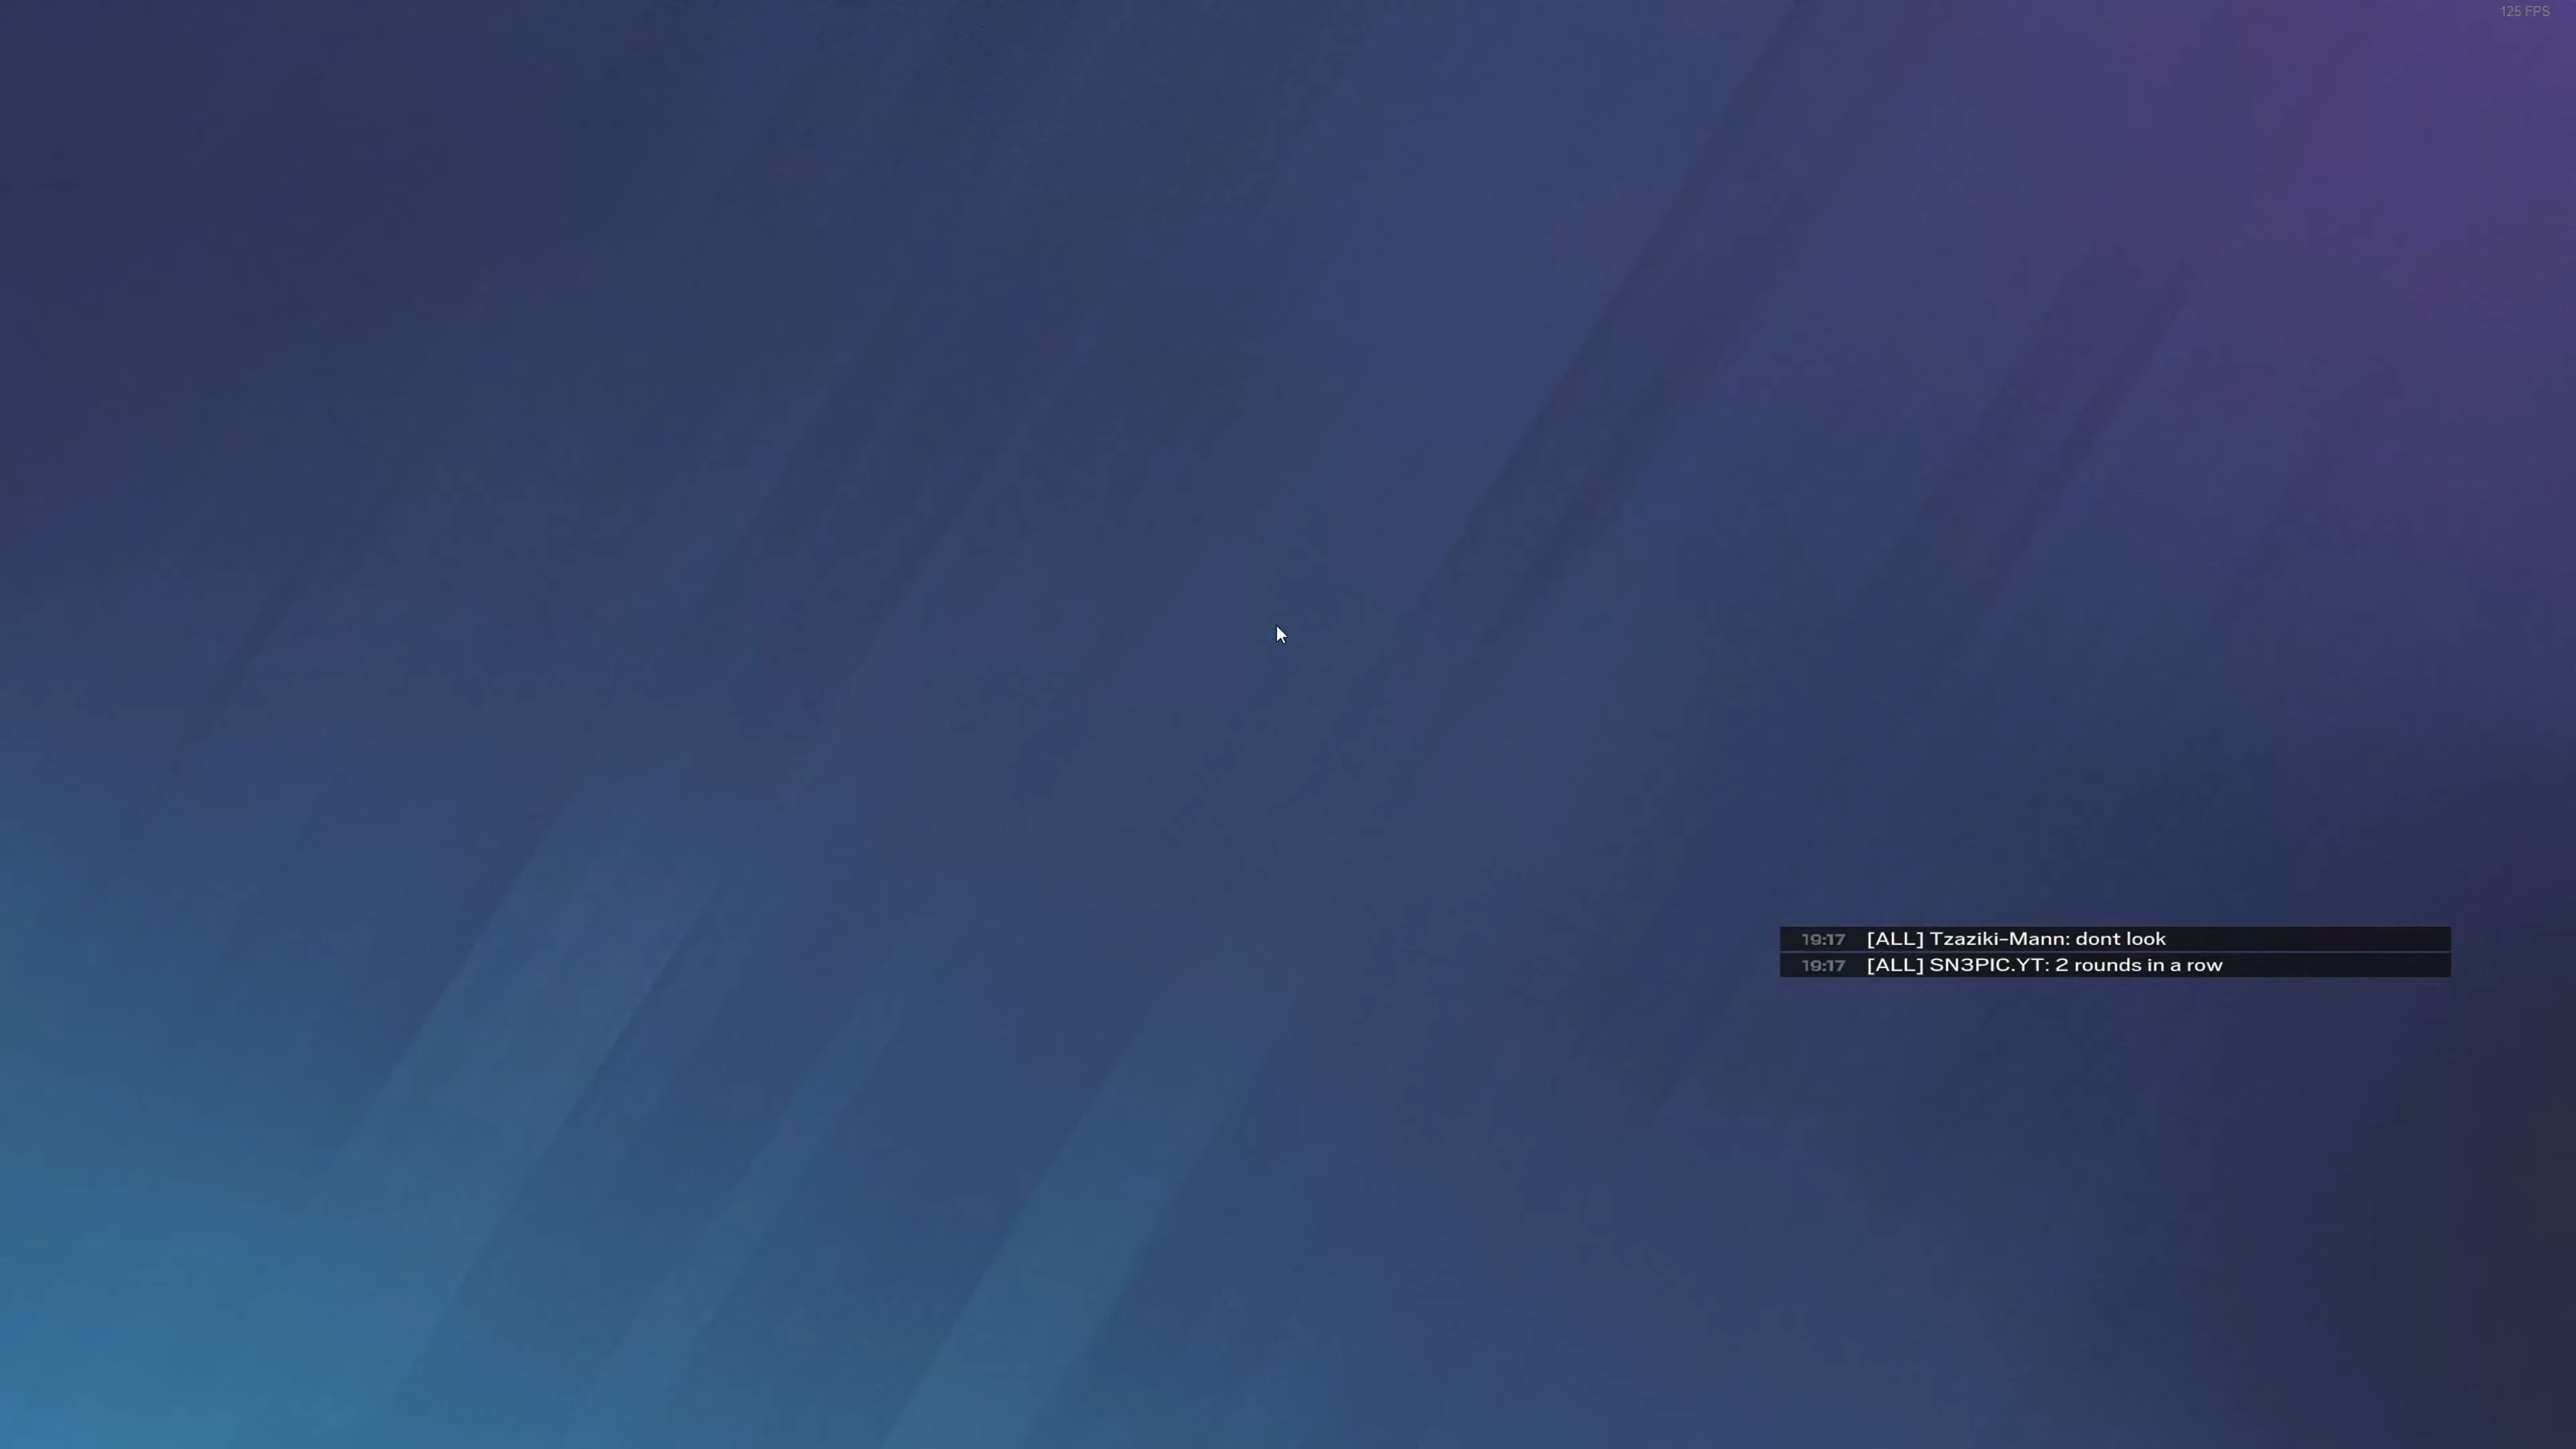 125 FPS
19:17 [ALL] Tzaziki-Mann: dont look
19:17 [ALL] SN3PIC.YT: 2 rounds in a row